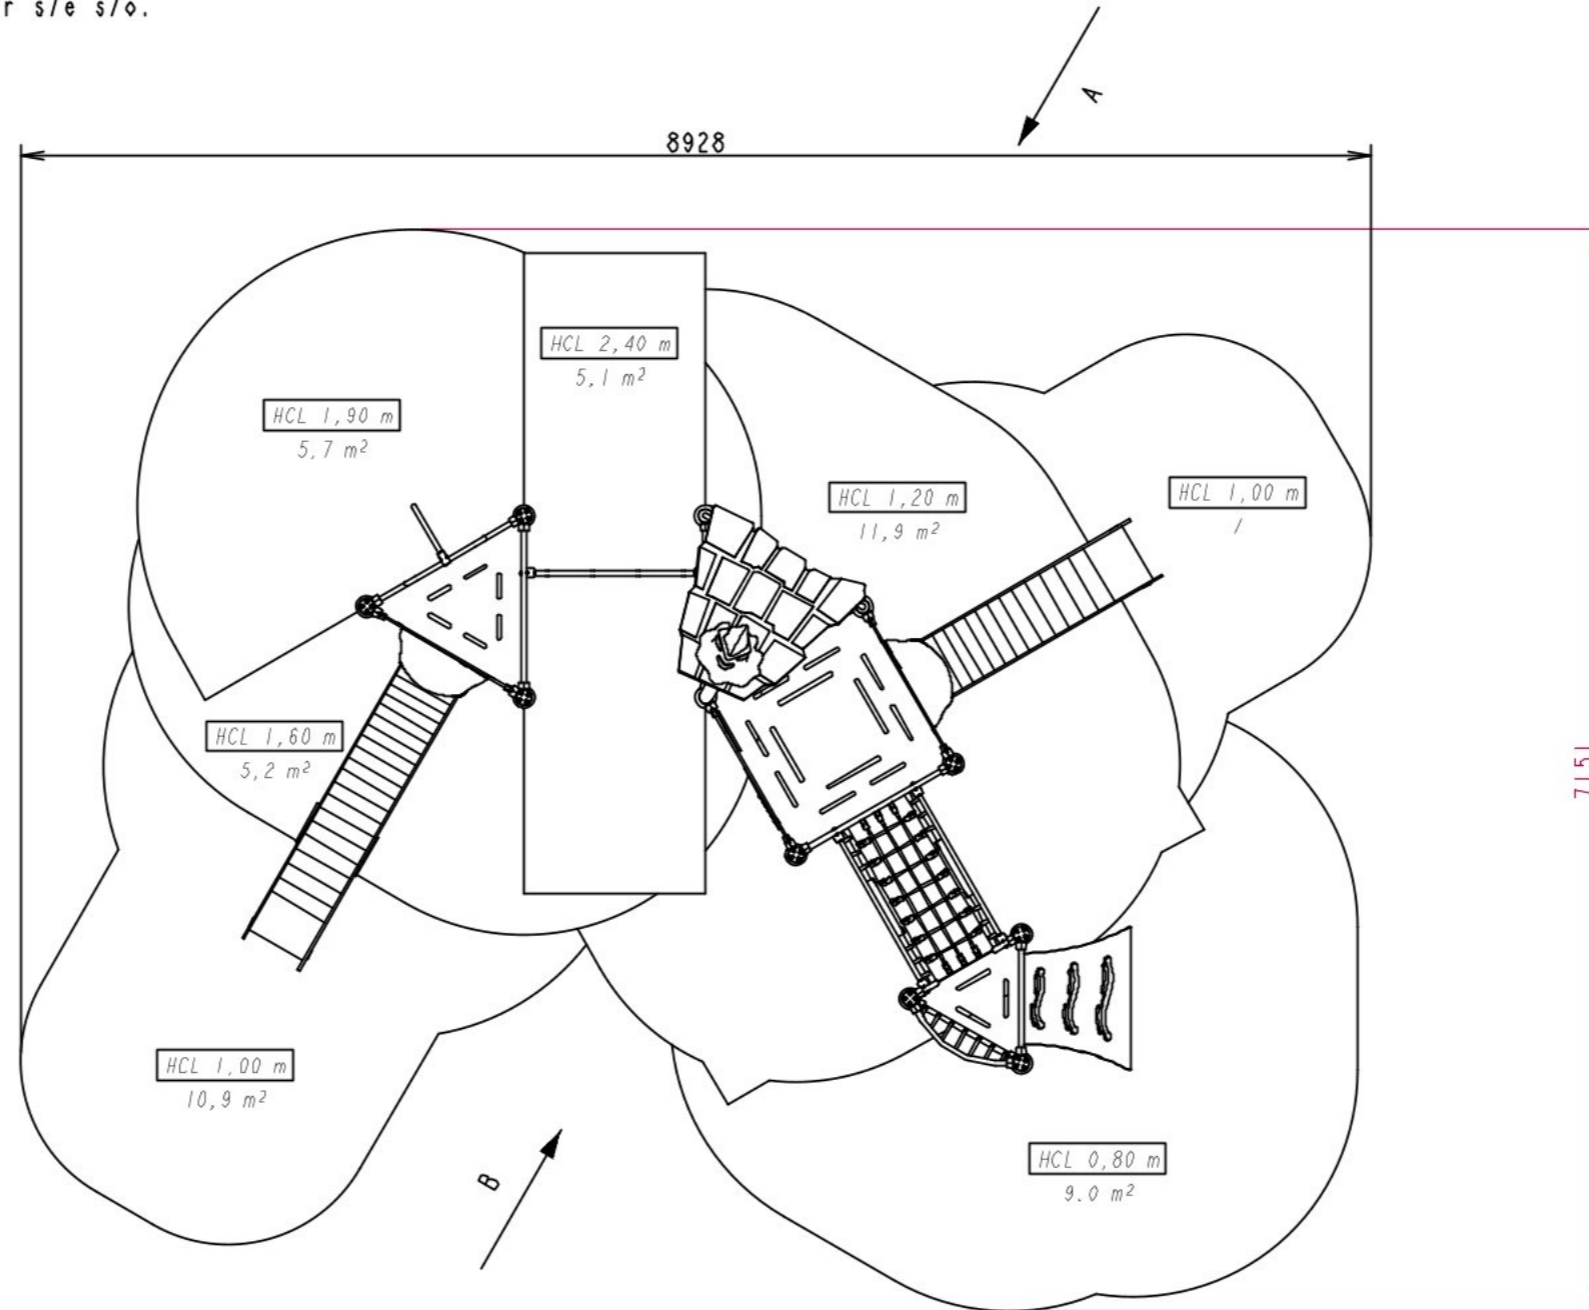 r s/e s/o.
A
8928
HCL 2,40 m
5,1 m²
HCL 1,90 m
5,7 m²
HCL 1,20 m
11,9 m²
HCL 1,00 m
/
HCL 1,60 m
5,2 m²
7151
HCL 1,00 m
10,9 m²
HCL 0,80 m
9.0 m²
B